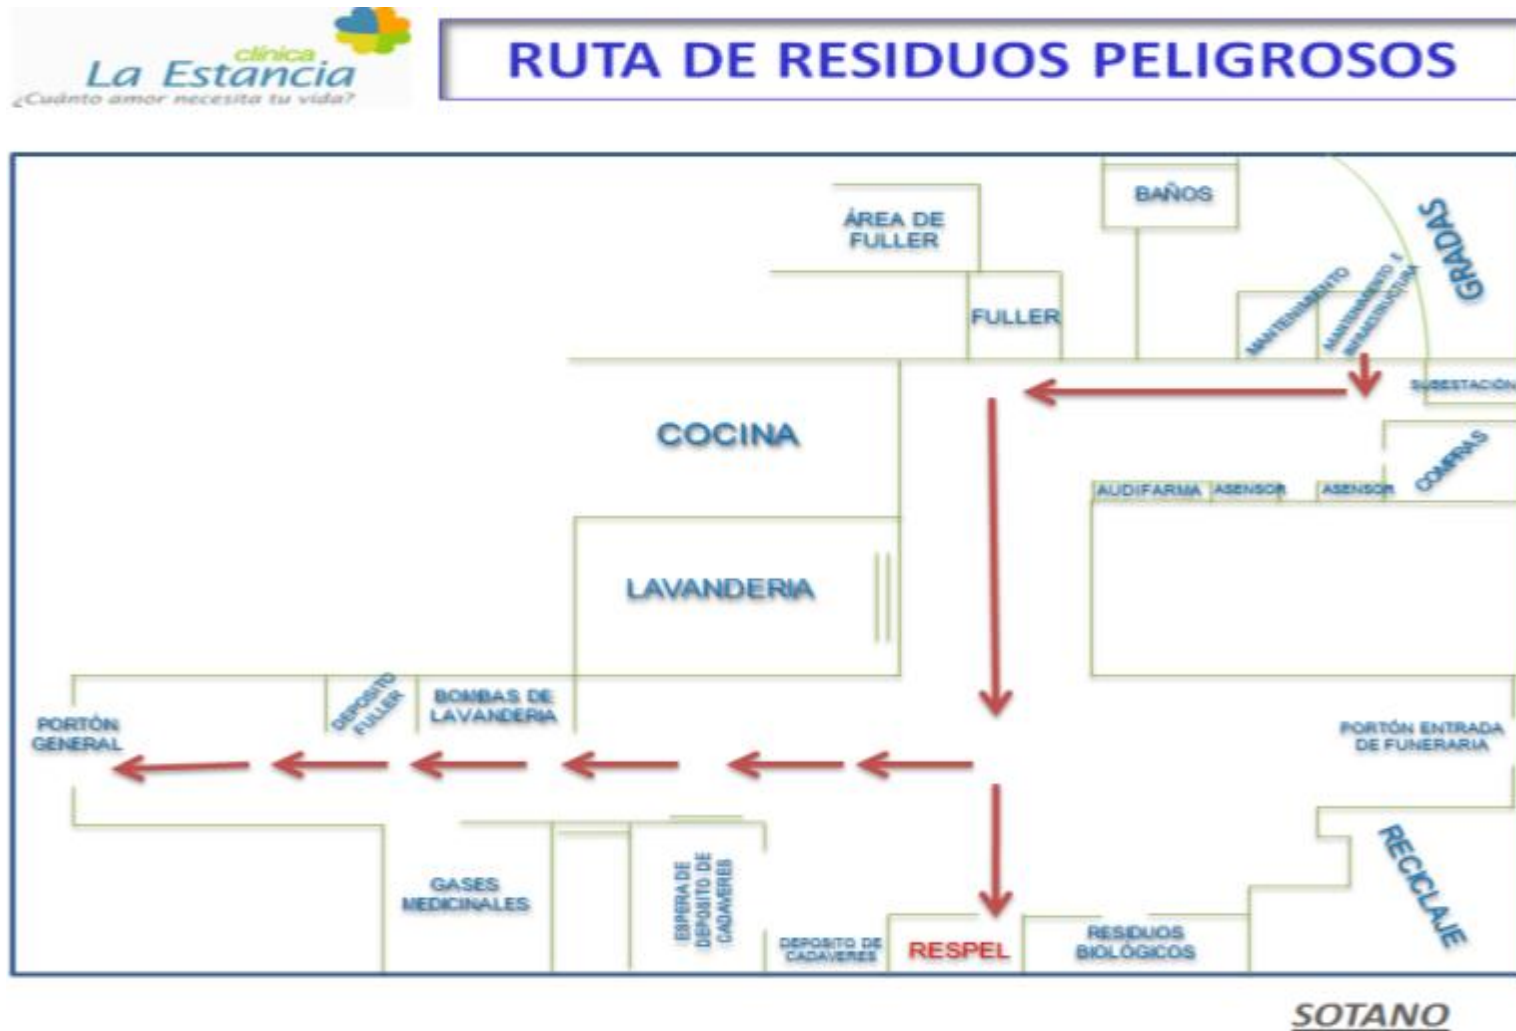 clínica
La Estancia
¿Cuánto amor necesita tu vida?
RUTA DE RESIDUOS PELIGROSOS
BAÑOS
GRADAS
ÁREA DE
FULLER
FULLER
MANTENIMIENTO
MANTENIMIENTO E
INFRAESTRUCTURA
SUBESTACIÓN
COCINA
COMPRAS
AUDIFARMA
ASENSOR
ASENSOR
LAVANDERIA
DEPOSITO
FULLER
BOMBAS DE
LAVANDERIA
PORTÓN
GENERAL
PORTÓN ENTRADA
DE FUNERARIA
RECICLAJE
GASES
MEDICINALES
ESPERA DE
DEPOSITO DE
CADAVERES
DEPOSITO DE
CADAVERES
RESPEL
RESIDUOS
BIOLÓGICOS
SOTANO